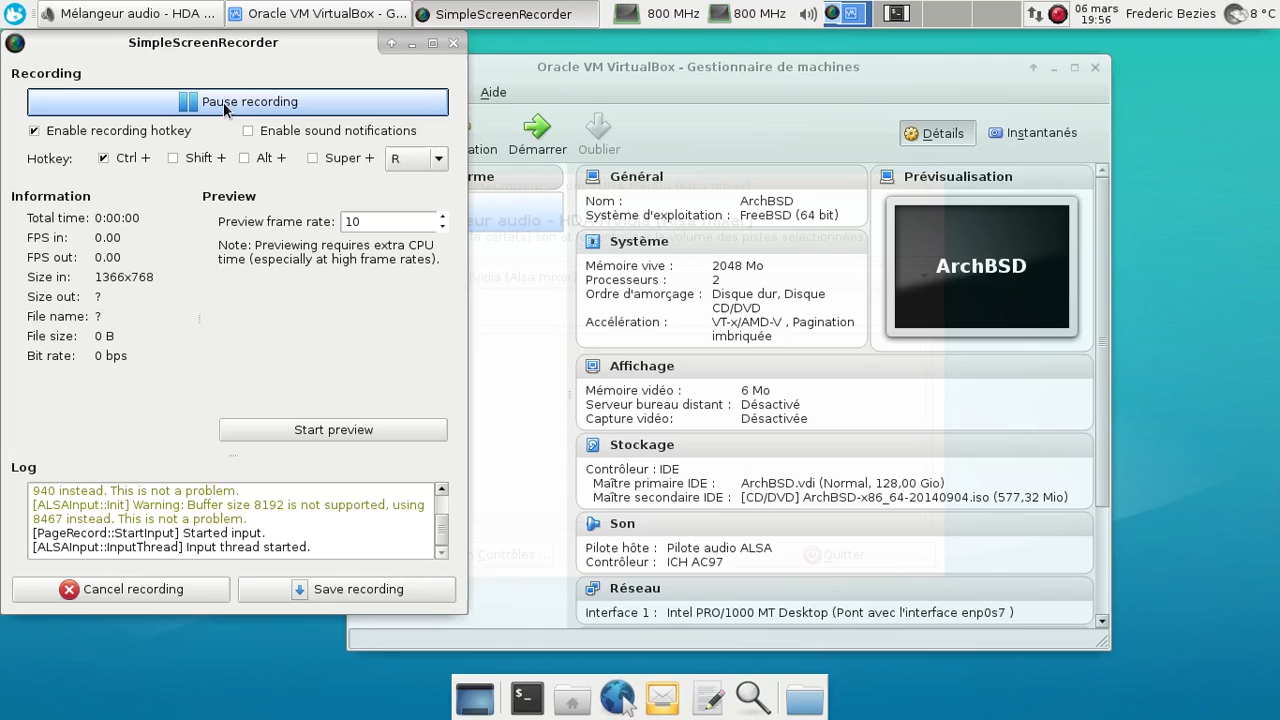 Mélangeur audio - HDA ...
Oracle VM VirtualBox - G...
SimpleScreenRecorder
800 MHz
800 MHz
06 mars
19:56
Frederic Bezies
8 °C
SimpleScreenRecorder
Recording
Pause recording
Enable recording hotkey
Enable sound notifications
Hotkey:
Ctrl +
Shift +
Alt +
Super +
R
Information
Total time: 0:00:00
FPS in: 0.00
FPS out: 0.00
Size in: 1366x768
Size out: ?
File name: ?
File size: 0 B
Bit rate: 0 bps
Preview
Preview frame rate: 10
Note: Previewing requires extra CPU
time (especially at high frame rates).
Start preview
Log
940 instead. This is not a problem.
[ALSAInput::Init] Warning: Buffer size 8192 is not supported, using
8467 instead. This is not a problem.
[PageRecord::StartInput] Started input.
[ALSAInput::InputThread] Input thread started.
Cancel recording
Save recording
Oracle VM VirtualBox - Gestionnaire de machines
Aide
ation
Démarrer
Oublier
Détails
Instantanés
rme
Général
Nom : ArchBSD
Système d'exploitation : FreeBSD (64 bit)
Système
Mémoire vive : 2048 Mo
Processeurs : 2
Ordre d'amorçage : Disque dur, Disque
CD/DVD
Accélération : VT-x/AMD-V , Pagination
imbriquée
Prévisualisation
ArchBSD
Affichage
Mémoire vidéo : 6 Mo
Serveur bureau distant : Désactivé
Capture vidéo: Désactivée
Stockage
Contrôleur : IDE
Maître primaire IDE : ArchBSD.vdi (Normal, 128,00 Gio)
Maître secondaire IDE : [CD/DVD] ArchBSD-x86_64-20140904.iso (577,32 Mio)
Son
Pilote hôte : Pilote audio ALSA
Contrôleur : ICH AC97
Réseau
Interface 1 : Intel PRO/1000 MT Desktop (Pont avec l'interface enp0s7 )
Contrôles ...
Quitter